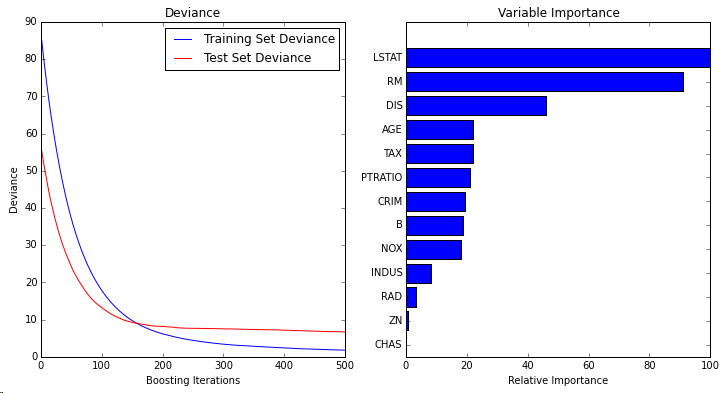 Deviance
90
80
70
60
50
40
30
20
10
0
Deviance
Training Set Deviance
Test Set Deviance
0 100 200 300 400 500
Boosting Iterations
Variable Importance
LSTAT
RM
DIS
AGE
TAX
PTRATIO
CRIM
B
NOX
INDUS
RAD
ZN
CHAS
0 20 40 60 80 100
Relative Importance